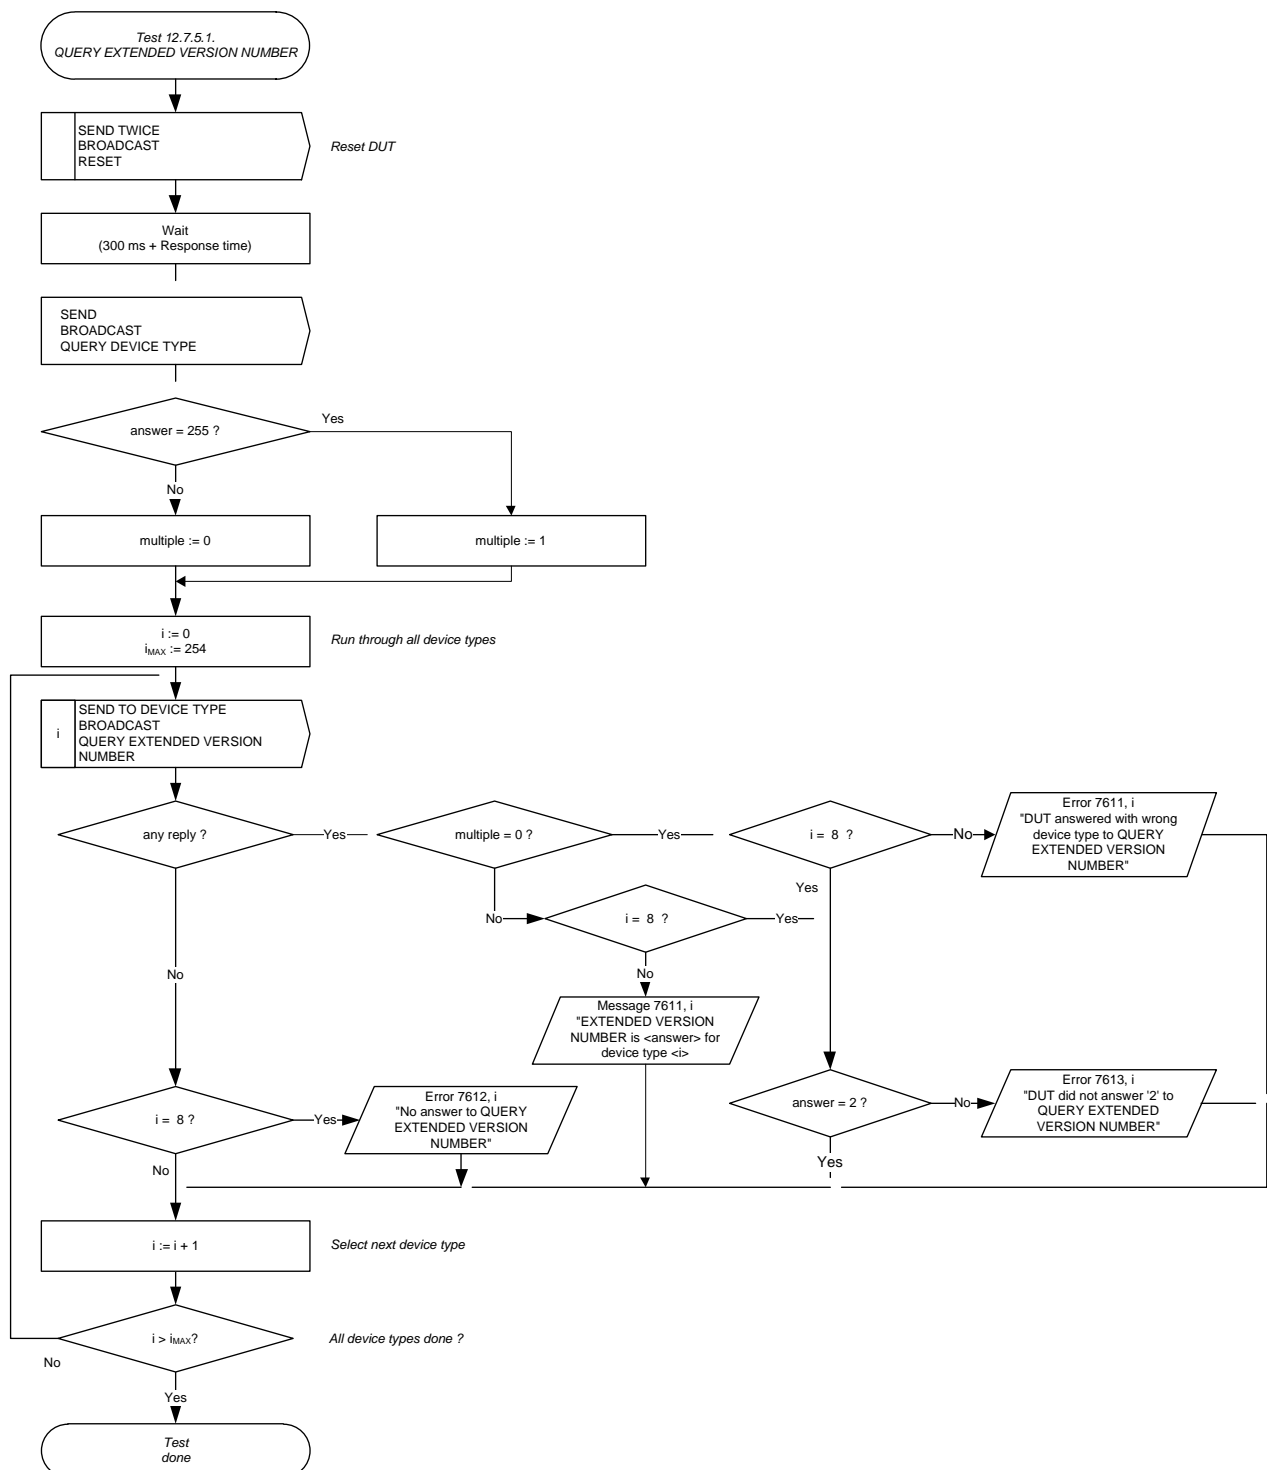 Test 12.7.5.1.
QUERY EXTENDED VERSION NUMBER
SEND TWICE
BROADCAST
RESET
Reset DUT
Wait
(300 ms + Response time)
SEND
BROADCAST
QUERY DEVICE TYPE
answer = 255 ?
Yes
No
multiple := 0
multiple := 1
i := 0
iMAX := 254
Run through all device types
i
SEND TO DEVICE TYPE
BROADCAST
QUERY EXTENDED VERSION
NUMBER
any reply ?
Yes
multiple = 0 ?
Yes
i = 8 ?
No
Error 7611, i
"DUT answered with wrong
device type to QUERY
EXTENDED VERSION
NUMBER"
Yes
No
i = 8 ?
Yes
No
No
Message 7611, i
"EXTENDED VERSION
NUMBER is <answer> for
device type <i>
i = 8 ?
Yes
Error 7612, i
"No answer to QUERY
EXTENDED VERSION
NUMBER"
answer = 2 ?
No
Error 7613, i
"DUT did not answer '2' to
QUERY EXTENDED
VERSION NUMBER"
No
Yes
i := i + 1
Select next device type
i > iMAX?
All device types done ?
No
Yes
Test
done